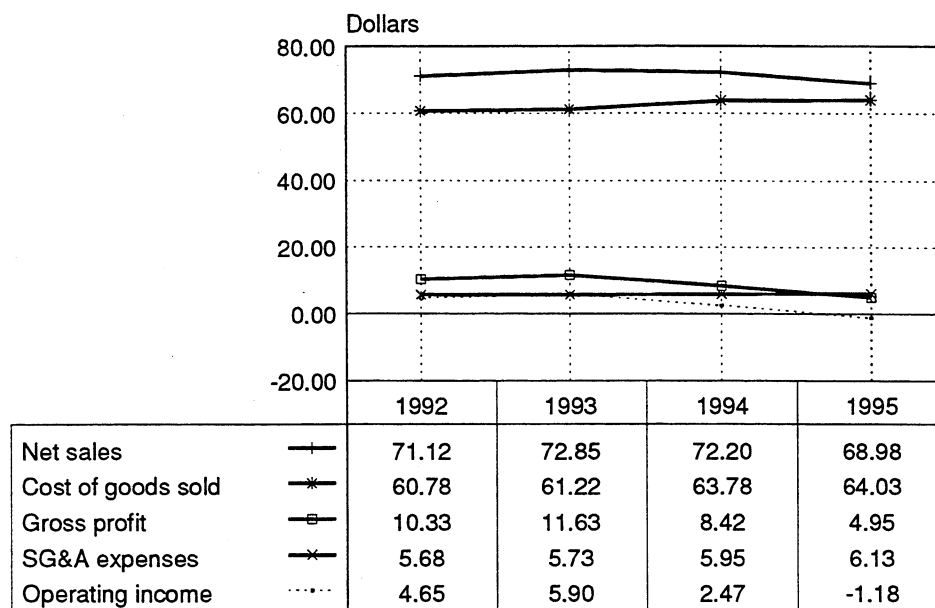 Dollars
80.00
60.00
40.00
20.00
0.00
-20.00
1992 1993 1994 1995
Net sales 71.12 72.85 72.20 68.98
Cost of goods sold 60.78 61.22 63.78 64.03
Gross profit 10.33 11.63 8.42 4.95
SG&A expenses 5.68 5.73 5.95 6.13
Operating income 4.65 5.90 2.47 -1.18